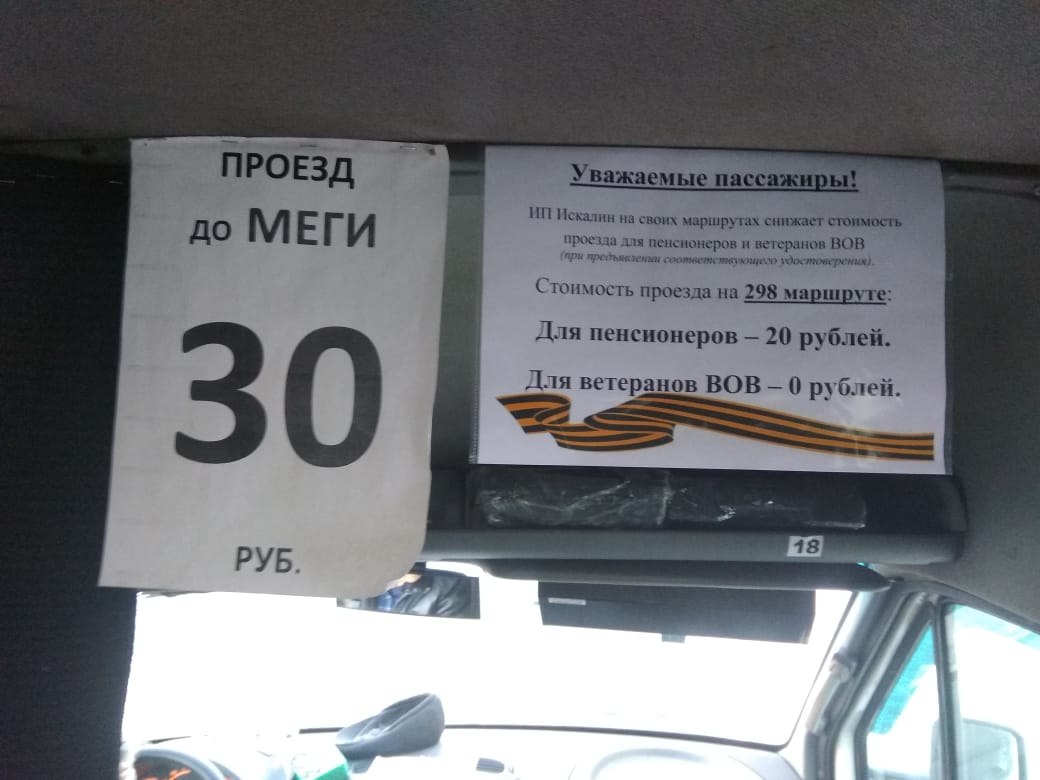 ПРОЕЗД
до МЕГИ
30
РУБ.
Уважаемые пассажиры!
ИП Искалин на своих маршрутах снижает стоимость
проезда для пенсионеров и ветеранов ВОВ
(при предъявлении соответствующего удостоверения).
Стоимость проезда на 298 маршруте:
Для пенсионеров – 20 рублей.
Для ветеранов ВОВ – 0 рублей.
18